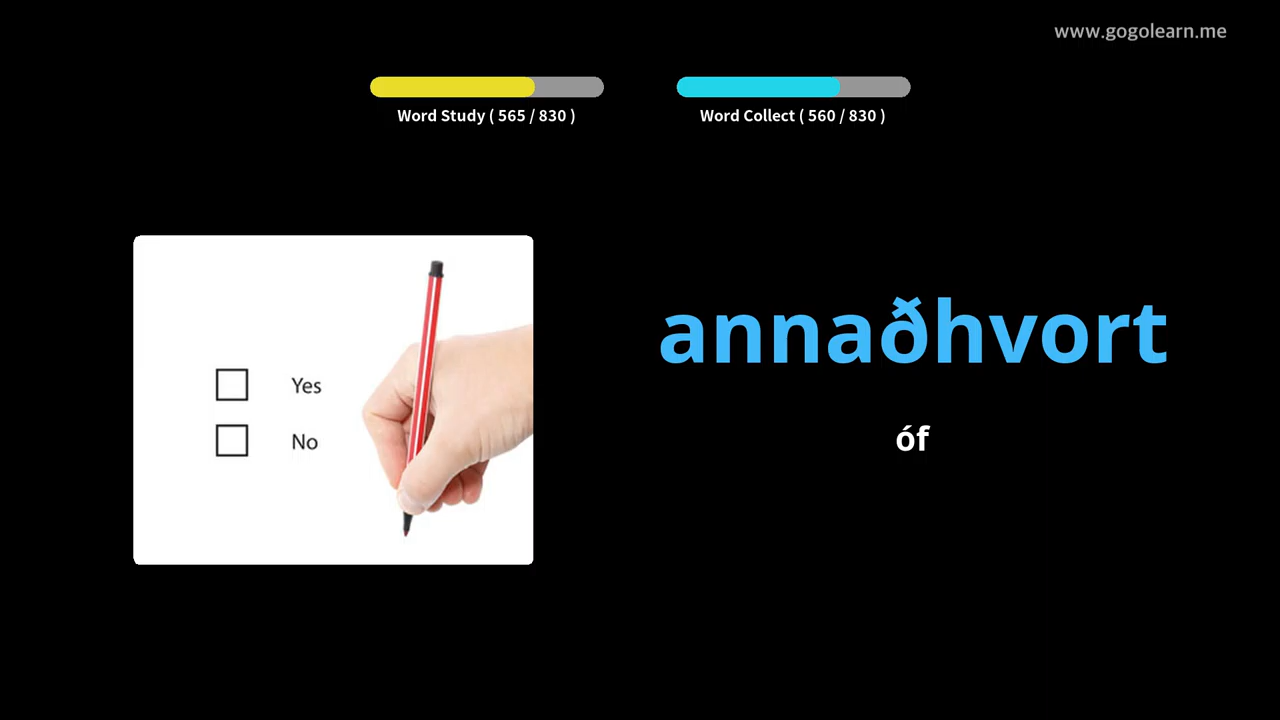 www.gogolearn.me
Word Study ( 565 / 830 )
Word Collect ( 560 / 830 )
Yes
No
annaðhvort
óf